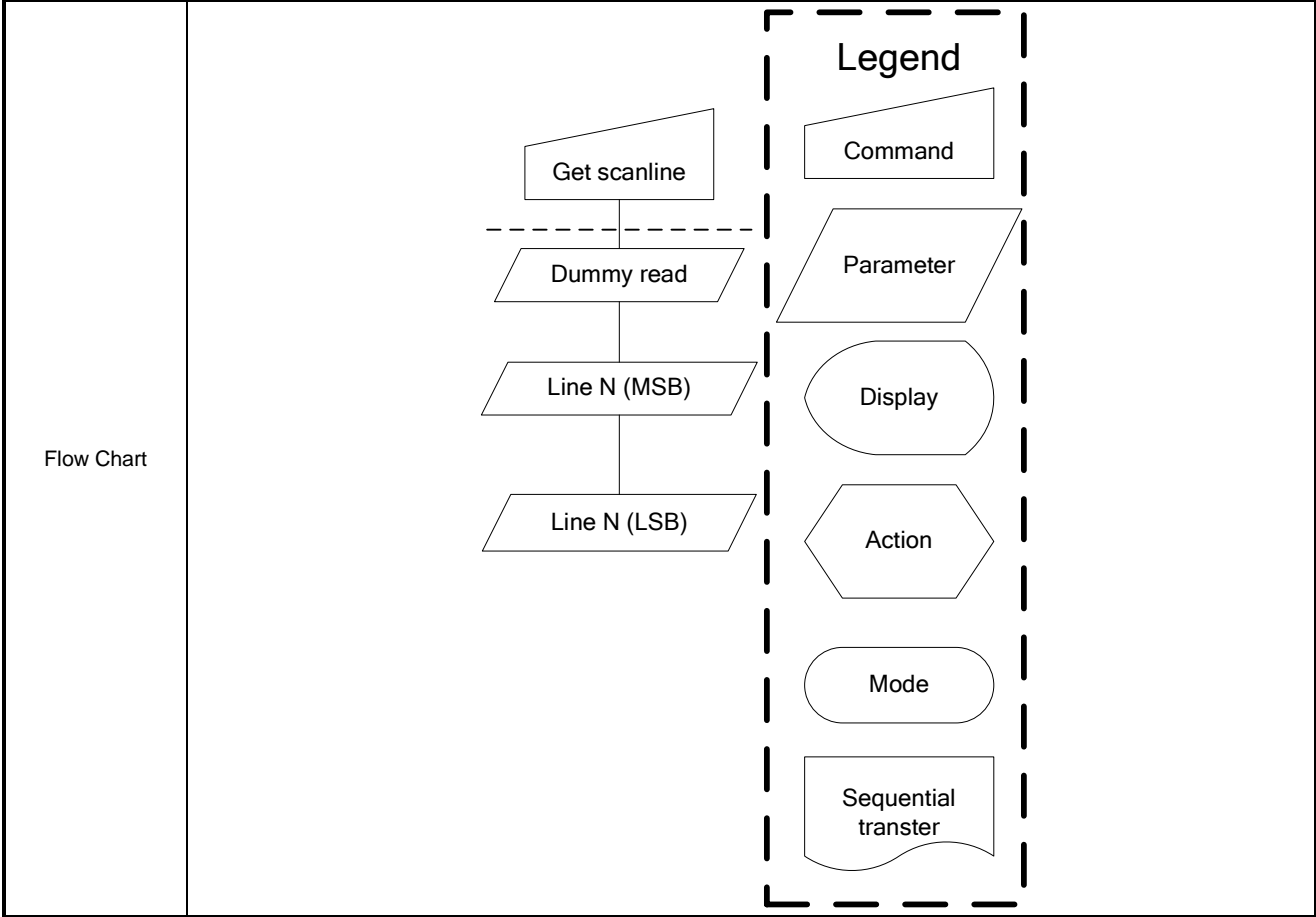 Flow Chart
Get scanline
Dummy read
Line N (MSB)
Line N (LSB)
Legend
Command
Parameter
Display
Action
Mode
Sequential
transter